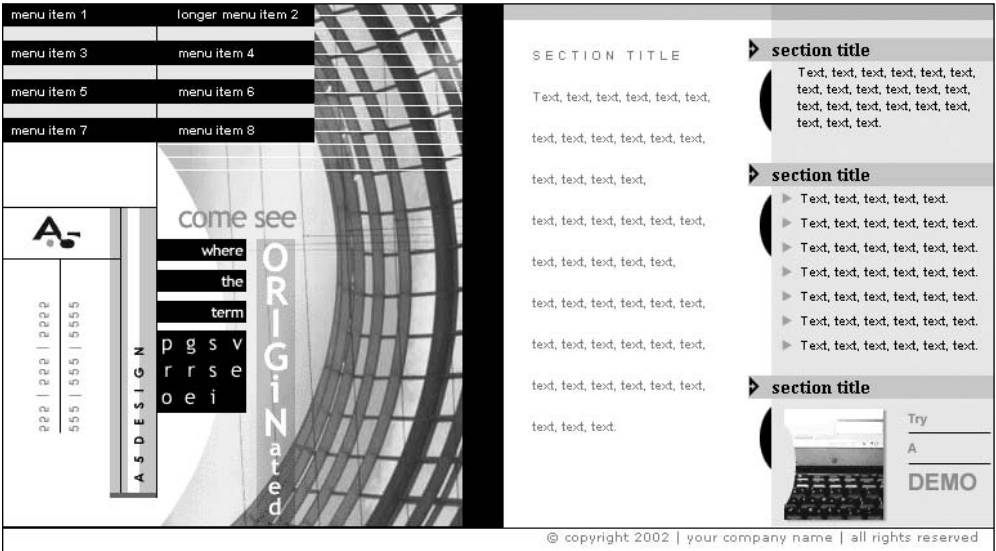 menu item 1
longer menu item 2
menu item 3
menu item 4
menu item 5
menu item 6
menu item 7
menu item 8
A5
222 | 222 | 2222
555 | 555 | 5555
A5DESIGN
come see
where
the
term
ORIGiNated
p g s v
r r s e
o e i
SECTION TITLE
Text, text, text, text, text, text,
text, text, text, text, text, text,
text, text, text, text,
text, text, text, text, text, text,
text, text, text, text, text,
text, text, text, text, text, text,
text, text, text, text, text, text,
text, text, text, text, text, text,
text, text, text.
section title
Text, text, text, text, text, text,
text, text, text, text, text, text,
text, text, text, text, text, text,
text, text, text.
section title
Text, text, text, text, text.
Text, text, text, text, text, text.
Text, text, text, text, text, text.
Text, text, text, text, text, text.
Text, text, text, text, text, text.
Text, text, text, text, text, text.
Text, text, text, text, text, text.
section title
Try
A
DEMO
© copyright 2002 | your company name | all rights reserved